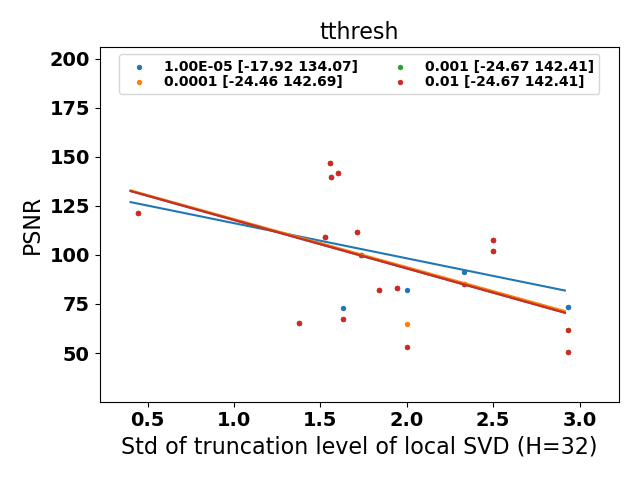 tthresh
1.00E-05 [-17.92 134.07]
0.0001 [-24.46 142.69]
0.001 [-24.67 142.41]
0.01 [-24.67 142.41]
PSNR
200
175
150
125
100
75
50
0.5 1.0 1.5 2.0 2.5 3.0
Std of truncation level of local SVD (H=32)